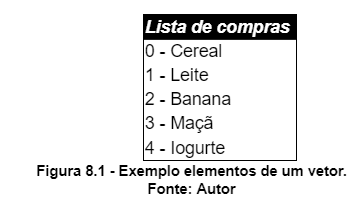 Lista de compras
0 - Cereal
1 - Leite
2 - Banana
3 - Maçã
4 - Iogurte
Figura 8.1 - Exemplo elementos de um vetor.
Fonte: Autor